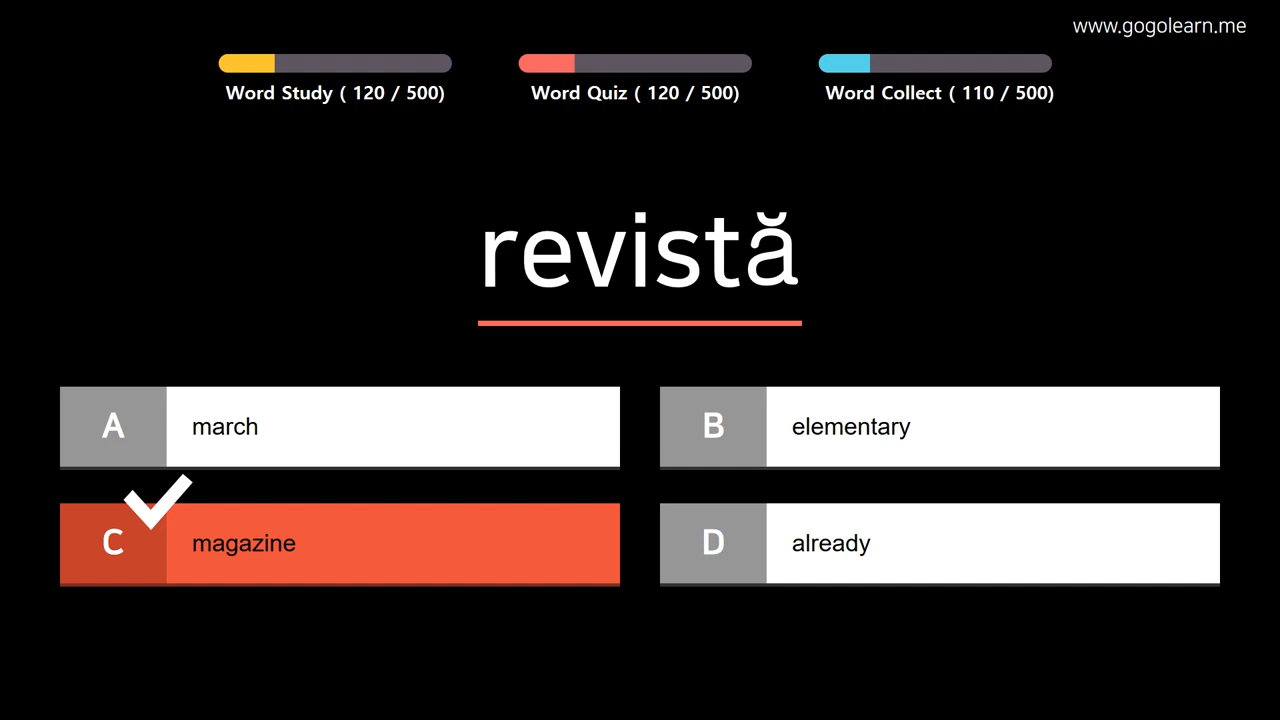 www.gogolearn.me
Word Study ( 120 / 500)
Word Quiz ( 120 / 500)
Word Collect ( 110 / 500)
revistă
A march
B elementary
C magazine
D already